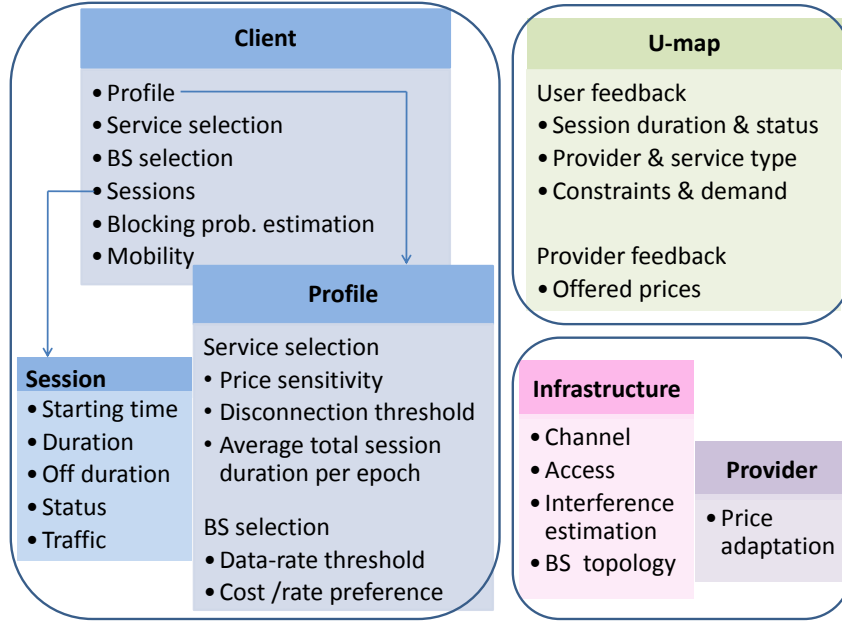 Client
• Profile
• Service selection
• BS selection
• Sessions
• Blocking prob. estimation
• Mobility
Profile
Service selection
• Price sensitivity
• Disconnection threshold
• Average total session
duration per epoch
BS selection
• Data-rate threshold
• Cost /rate preference
Session
• Starting time
• Duration
• Off duration
• Status
• Traffic
U-map
User feedback
• Session duration & status
• Provider & service type
• Constraints & demand
Provider feedback
• Offered prices
Infrastructure
• Channel
• Access
• Interference
estimation
• BS topology
Provider
• Price
adaptation